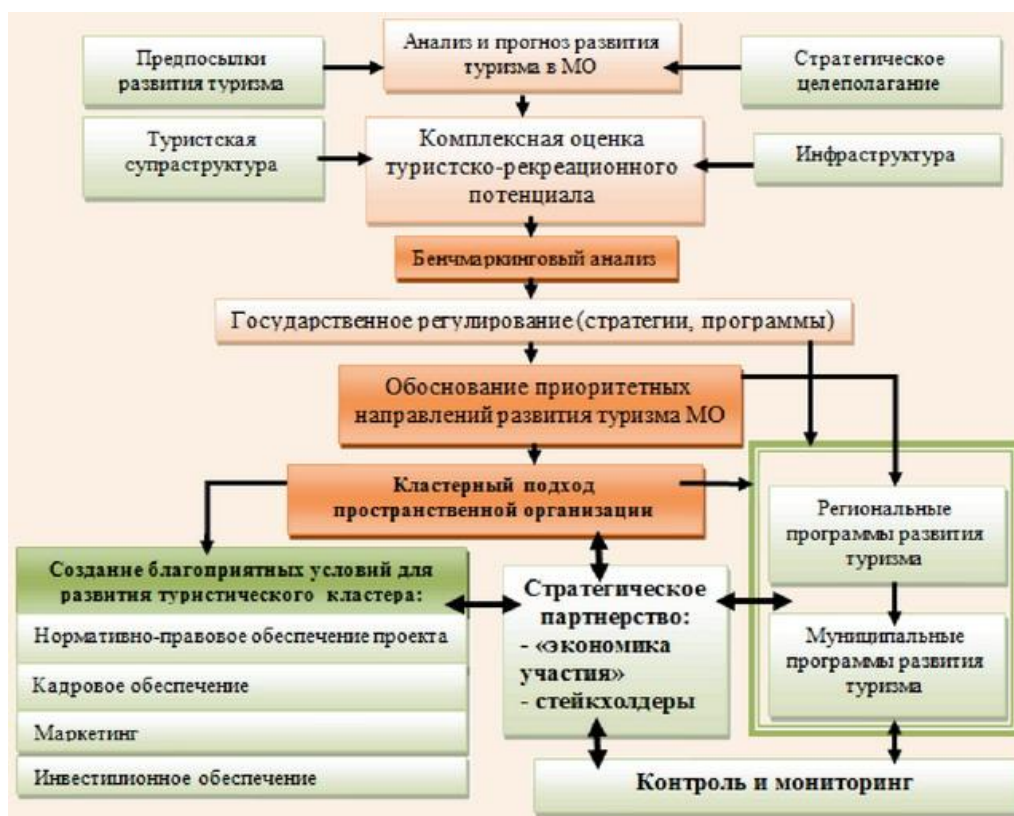 Предпосылки
развития туризма
Анализ и прогноз развития
туризма в МО
Стратегическое
целеполагание
Туристская
супраструктура
Комплексная оценка
туристско-рекреационного
потенциала
Инфраструктура
Бенчмаркинговый анализ
Государственное регулирование (стратегии, программы)
Обоснование приоритетных
направлений развития туризма МО
Кластерный подход
пространственной организации
Региональные
программы развития
туризма
Муниципальные
программы развития
туризма
Создание благоприятных условий для
развития туристического кластера:
Нормативно-правовое обеспечение проекта
Кадровое обеспечение
Маркетинг
Инвестиционное обеспечение
Стратегическое
партнерство:
- «экономика
участия»
- стейкхолдеры
Контроль и мониторинг